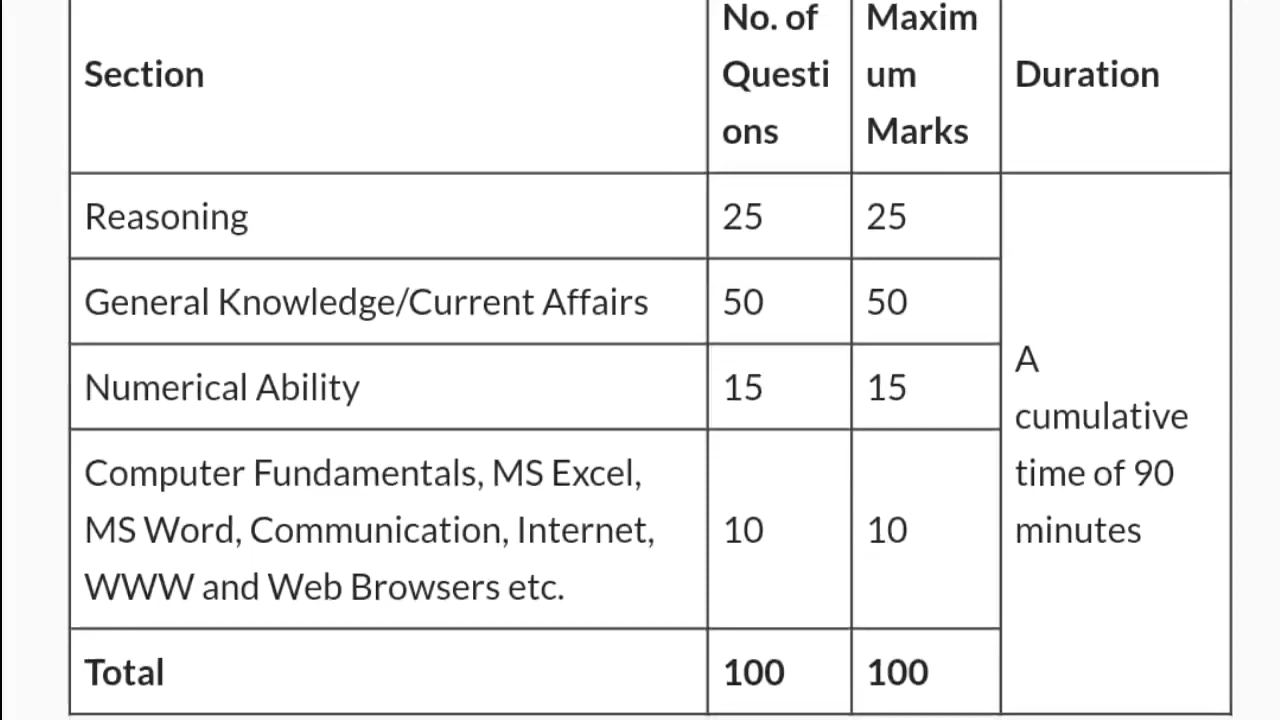 Section No. of Questi ons Maxim um Marks Duration
Reasoning 25 25
General Knowledge/Current Affairs 50 50
Numerical Ability 15 15
Computer Fundamentals, MS Excel,
MS Word, Communication, Internet, 10 10
WWW and Web Browsers etc.
Total 100 100
A
cumulative
time of 90
minutes